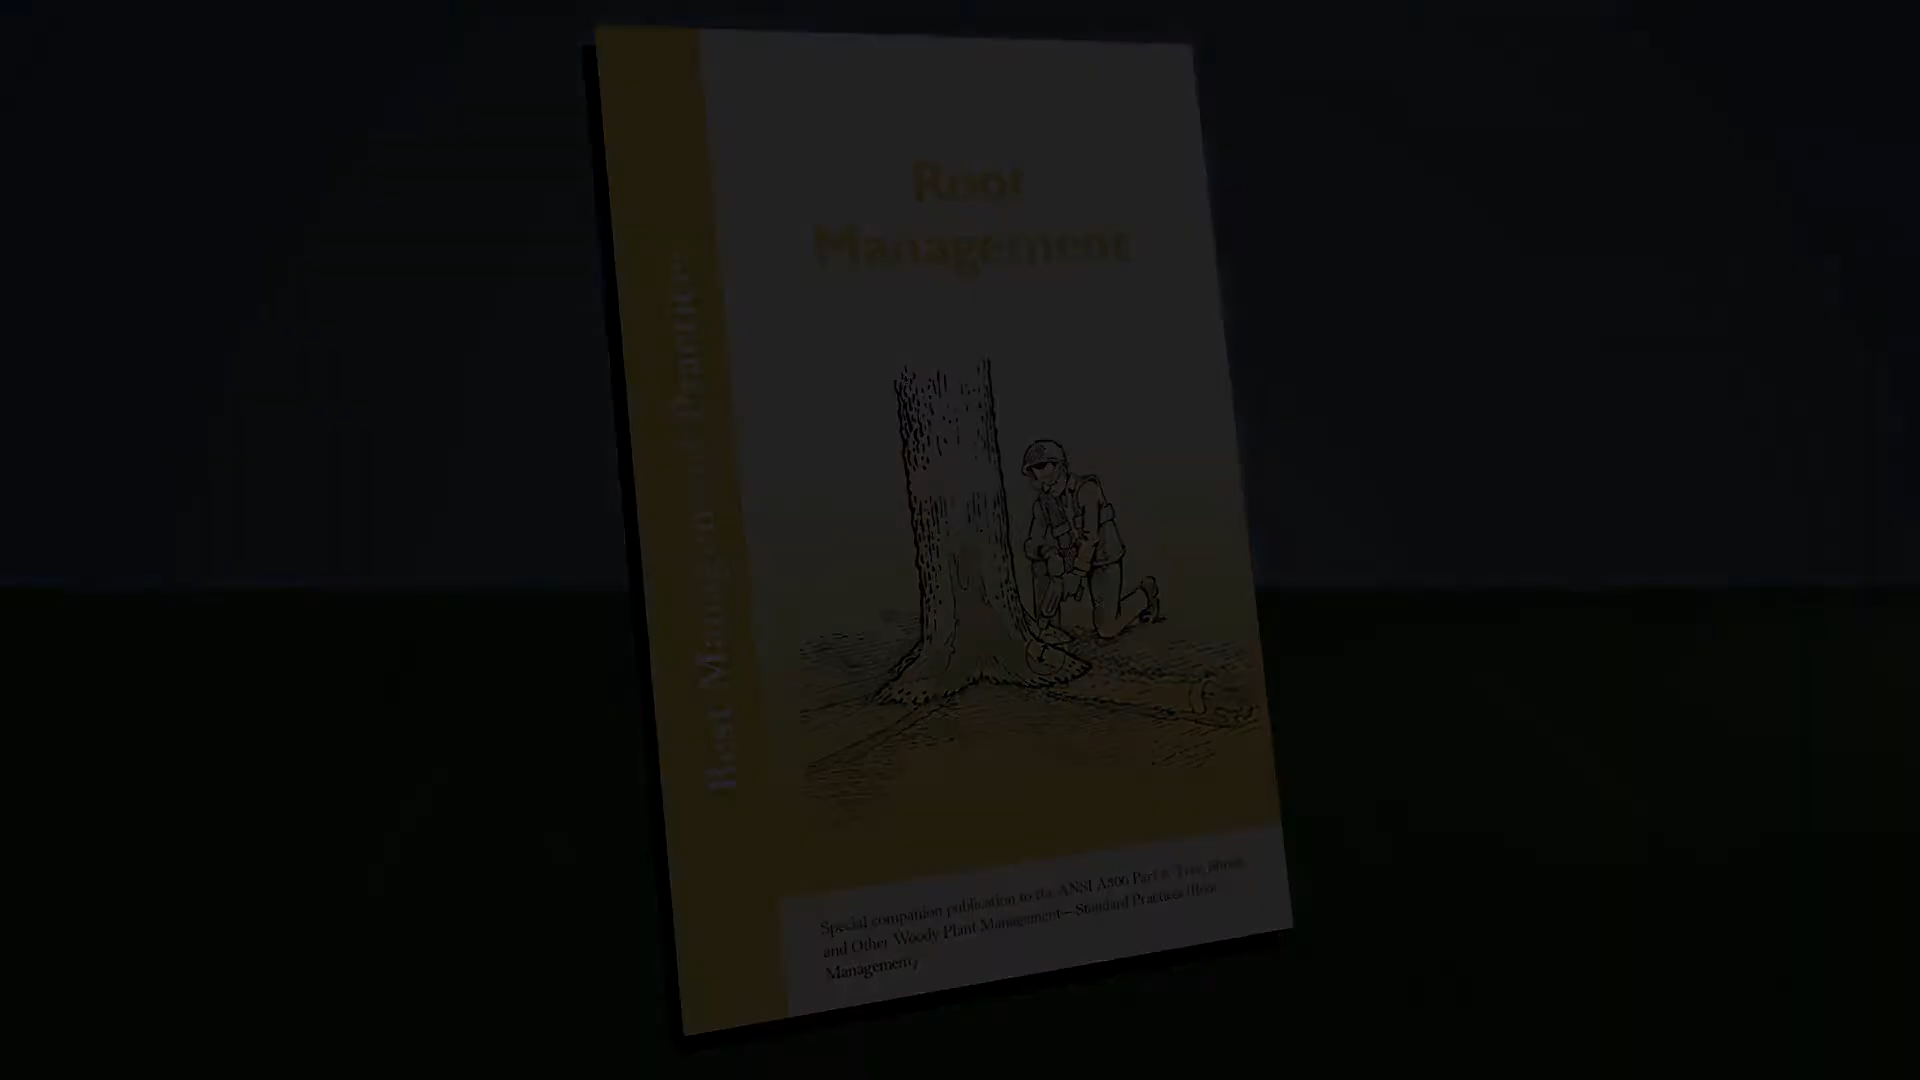 Root
Management
Best Management Practices
Special companion publication to the ANSI A300 Part 8: Tree, Shrub,
and Other Woody Plant Management—Standard Practices (Root
Management)